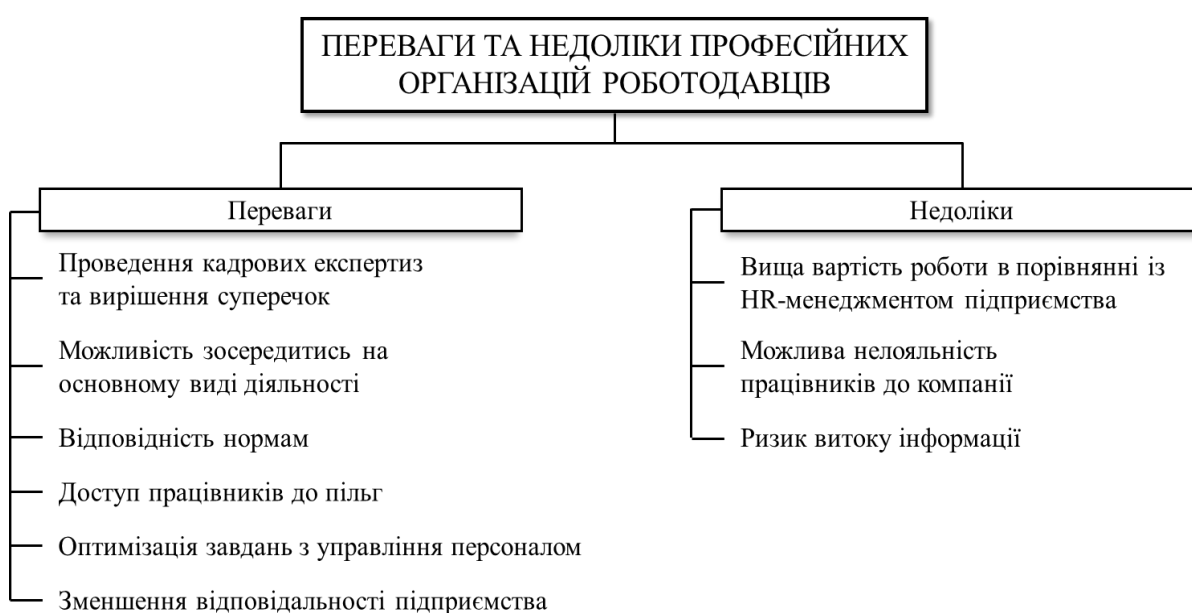 ПЕРЕВАГИ ТА НЕДОЛІКИ ПРОФЕСІЙНИХ
ОРГАНІЗАЦІЙ РОБОТОДАВЦІВ
Переваги
Проведення кадрових експертиз
та вирішення суперечок
Можливість зосередитись на
основному виді діяльності
Відповідність нормам
Доступ працівників до пільг
Оптимізація завдань з управління персоналом
Зменшення відповідальності підприємства
Недоліки
Вища вартість роботи в порівнянні із
HR-менеджментом підприємства
Можлива нелояльність
працівників до компанії
Ризик витоку інформації